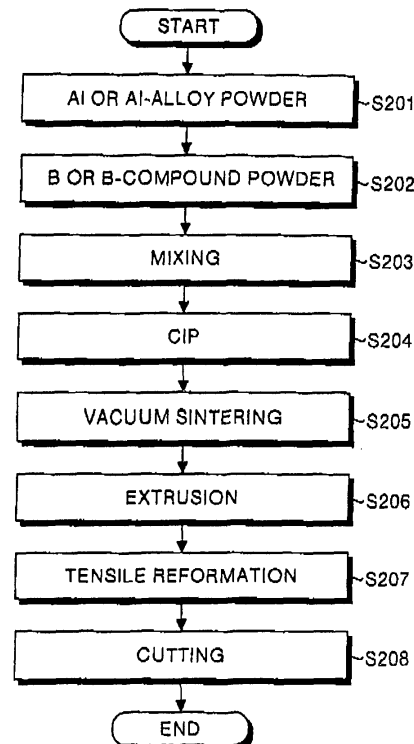 START
Al OR Al-ALLOY POWDER S201
B OR B-COMPOUND POWDER S202
MIXING S203
CIP S204
VACUUM SINTERING S205
EXTRUSION S206
TENSILE REFORMATION S207
CUTTING S208
END